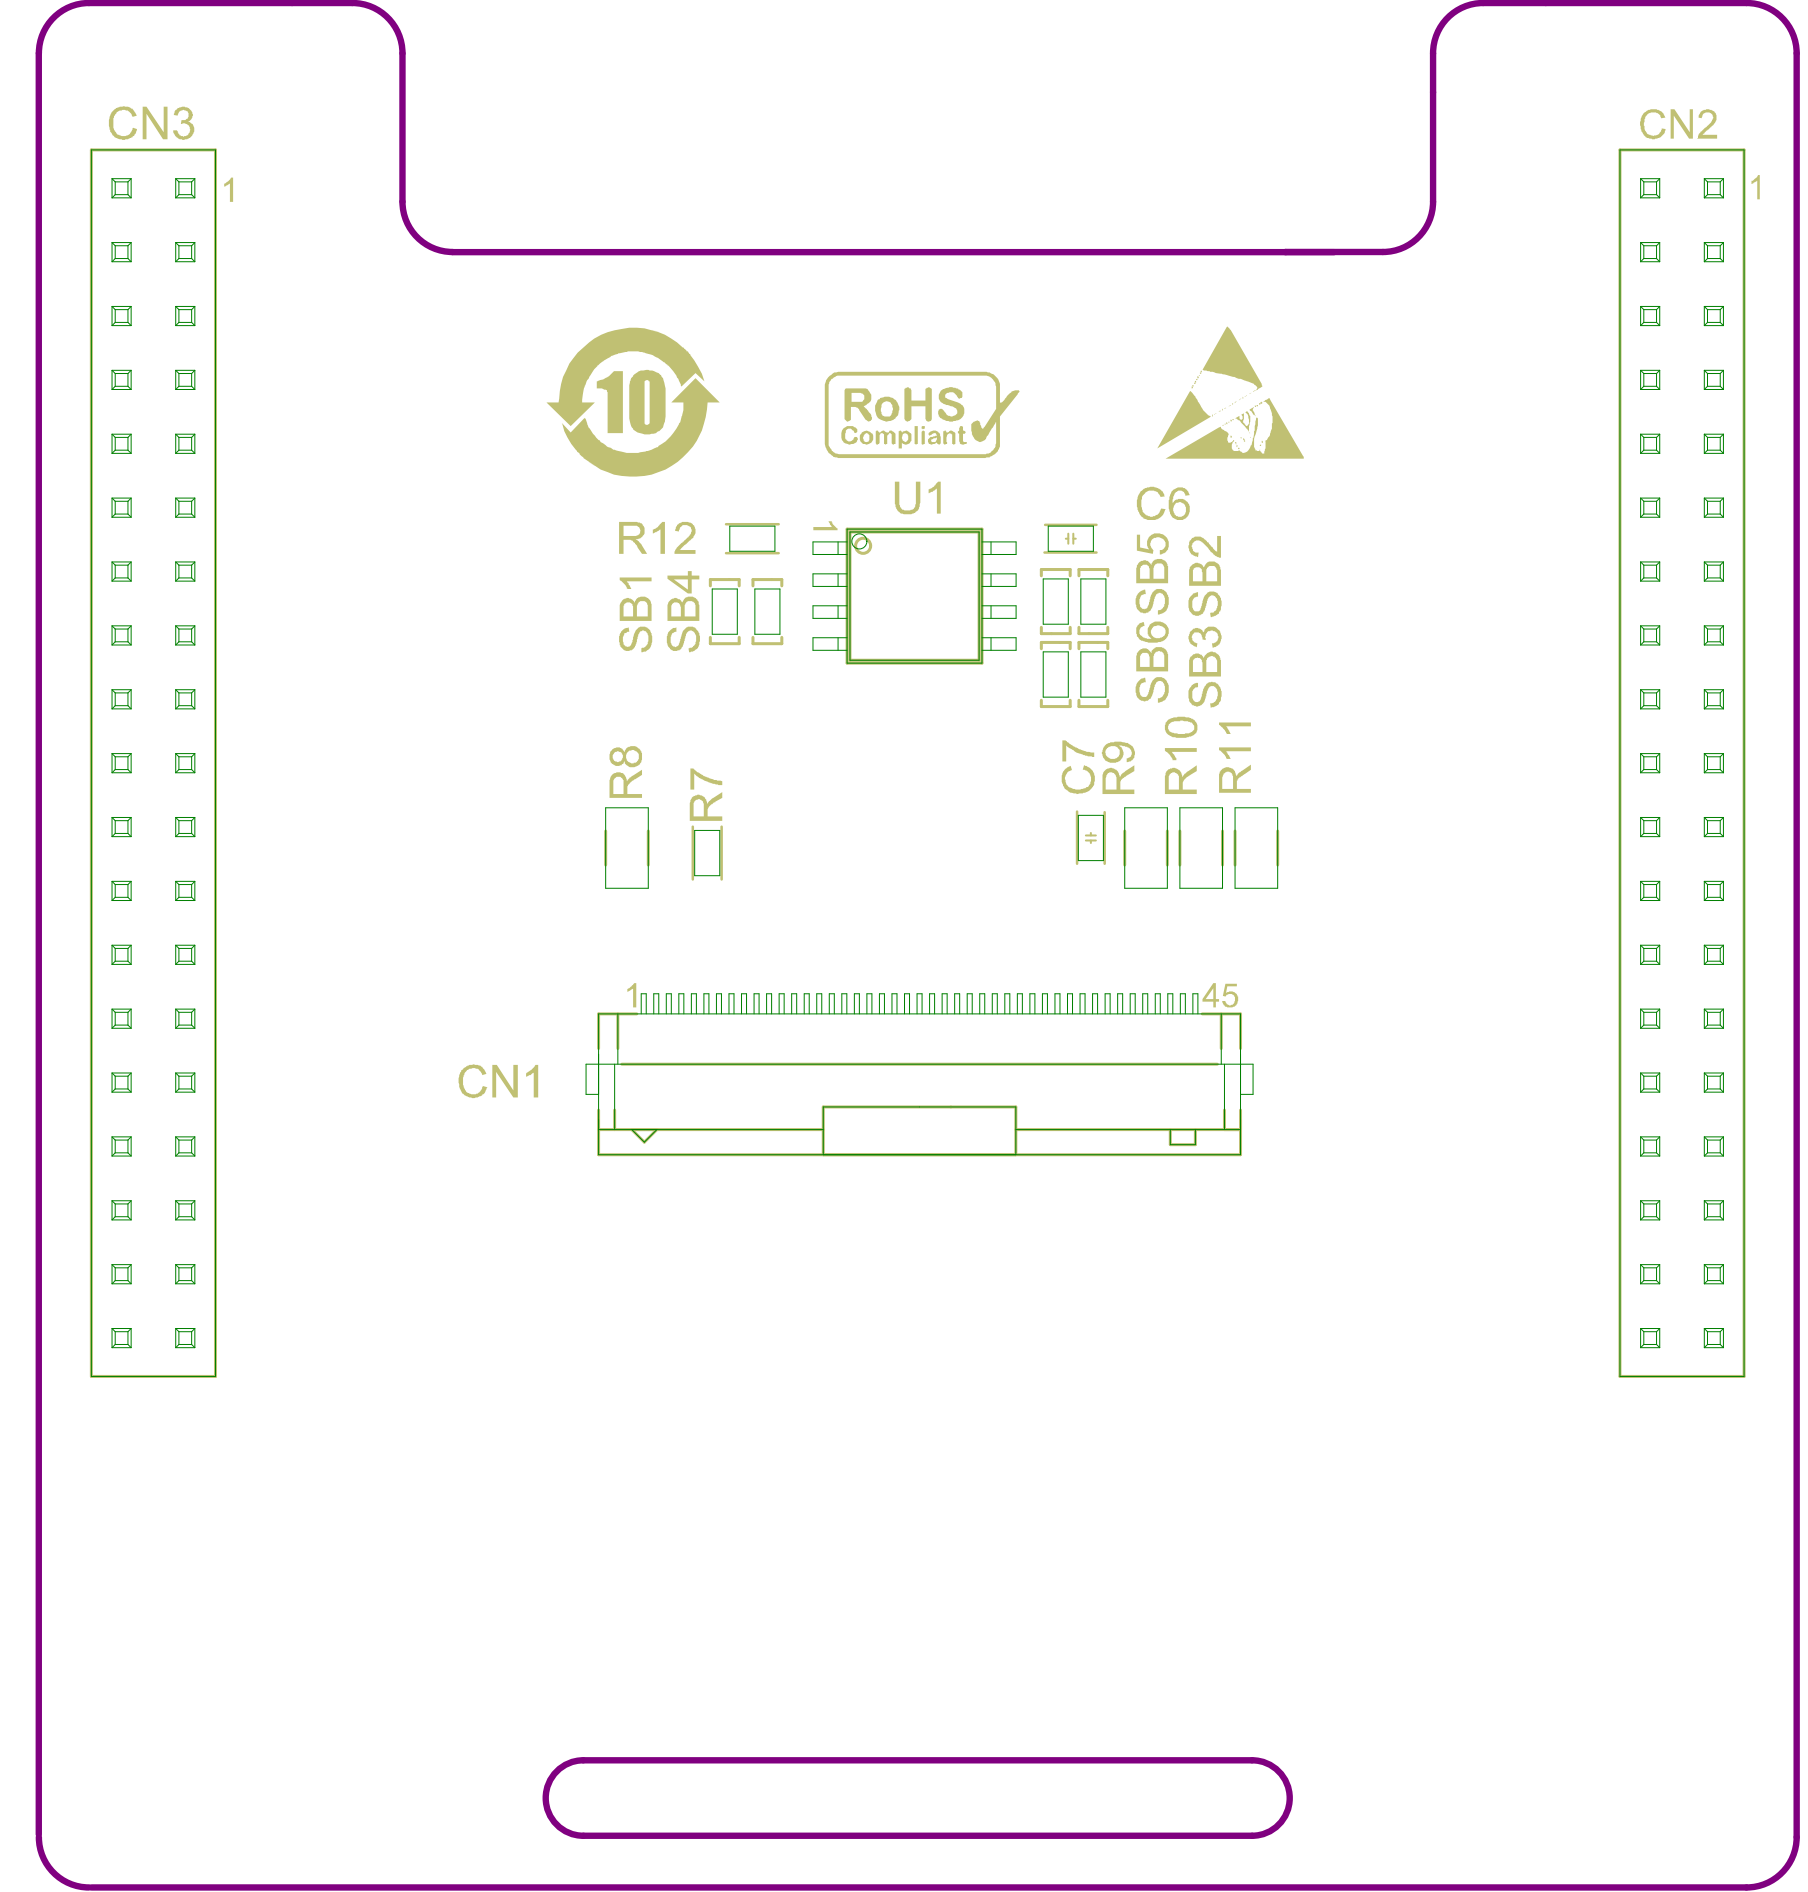 CN3
CN2
1
1
10
RoHS
Compliant
U1
C6
R12
1
SB1
SB4
SB5
SB2
SB6
SB3
R8
R7
C7
R9
R10
R11
1
45
CN1